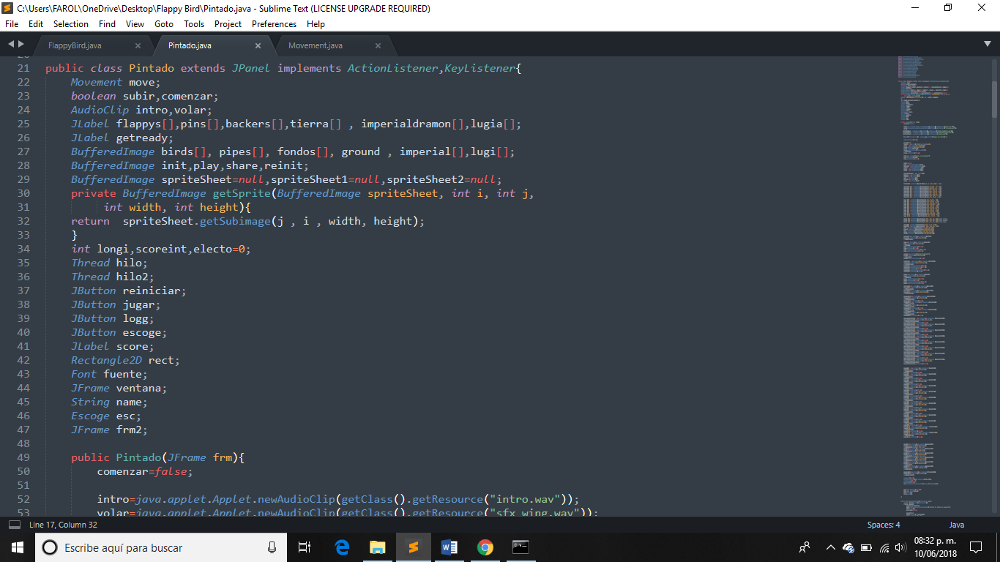 C:\Users\FAROL\OneDrive\Desktop\Flappy Bird\Pintado.java - Sublime Text (LICENSE UPGRADE REQUIRED)
File Edit Selection Find View Goto Tools Project Preferences Help
FlappyBird.java Pintado.java Movement.java
21 public class Pintado extends JPanel implements ActionListener,KeyListener{
22 Movement move;
23 boolean subir,comenzar;
24 AudioClip intro,volar;
25 JLabel flappys[],pins[],backers[],tierra[] , imperialdramon[],lugia[];
26 JLabel getready;
27 BufferedImage birds[], pipes[], fondos[], ground , imperial[],lugi[];
28 BufferedImage init,play,share,reinit;
29 BufferedImage spriteSheet=null,spriteSheet1=null,spriteSheet2=null;
30 private BufferedImage getSprite(BufferedImage spriteSheet, int i, int j,
31 int width, int height){
32 return  spriteSheet.getSubimage(j , i , width, height);
33 }
34 int longi,scoreint,electo=0;
35 Thread hilo;
36 Thread hilo2;
37 JButton reiniciar;
38 JButton jugar;
39 JButton logg;
40 JButton escoge;
41 JLabel score;
42 Rectangle2D rect;
43 Font fuente;
44 JFrame ventana;
45 String name;
46 Escoge esc;
47 JFrame frm2;
48
49 public Pintado(JFrame frm){
50 comenzar=false;
51
52 intro=java.applet.Applet.newAudioClip(getClass().getResource("intro.wav"));
53 volar=java.applet.Applet.newAudioClip(getClass().getResource("sfx_wing.wav"));
Line 17, Column 32 Spaces: 4 Java
Escribe aquí para buscar
08:32 p. m.
10/06/2018